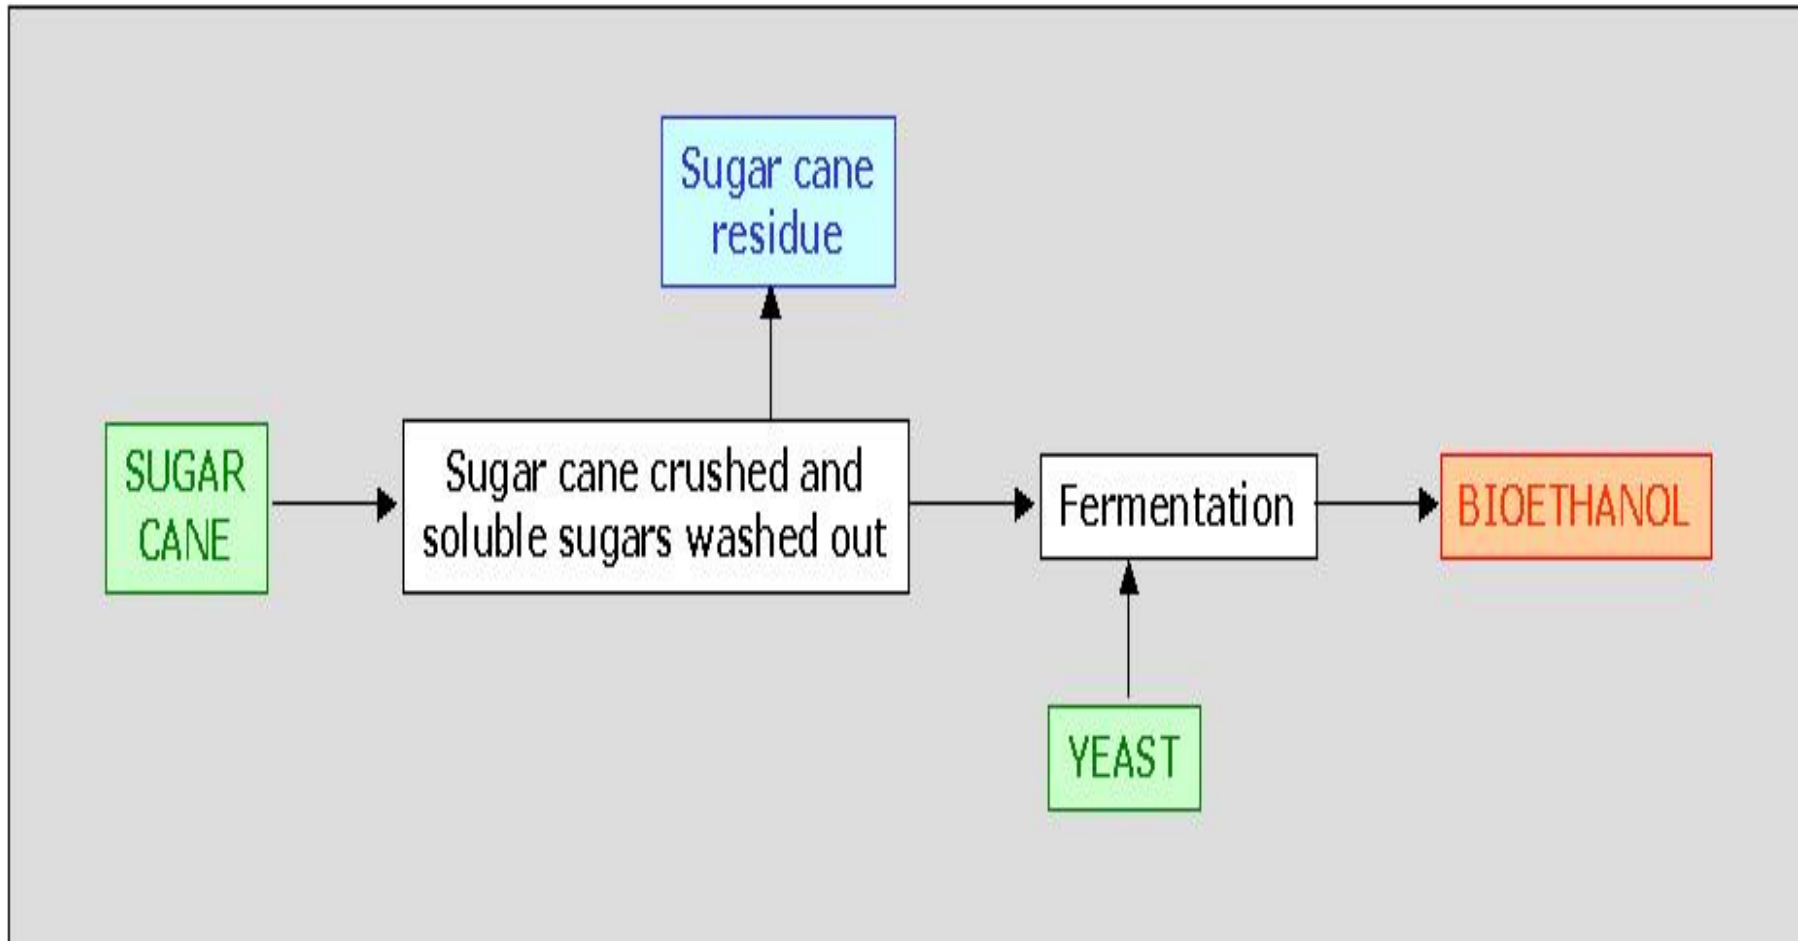 Sugar cane
residue
SUGAR
CANE
Sugar cane crushed and
soluble sugars washed out
Fermentation
BIOETHANOL
YEAST